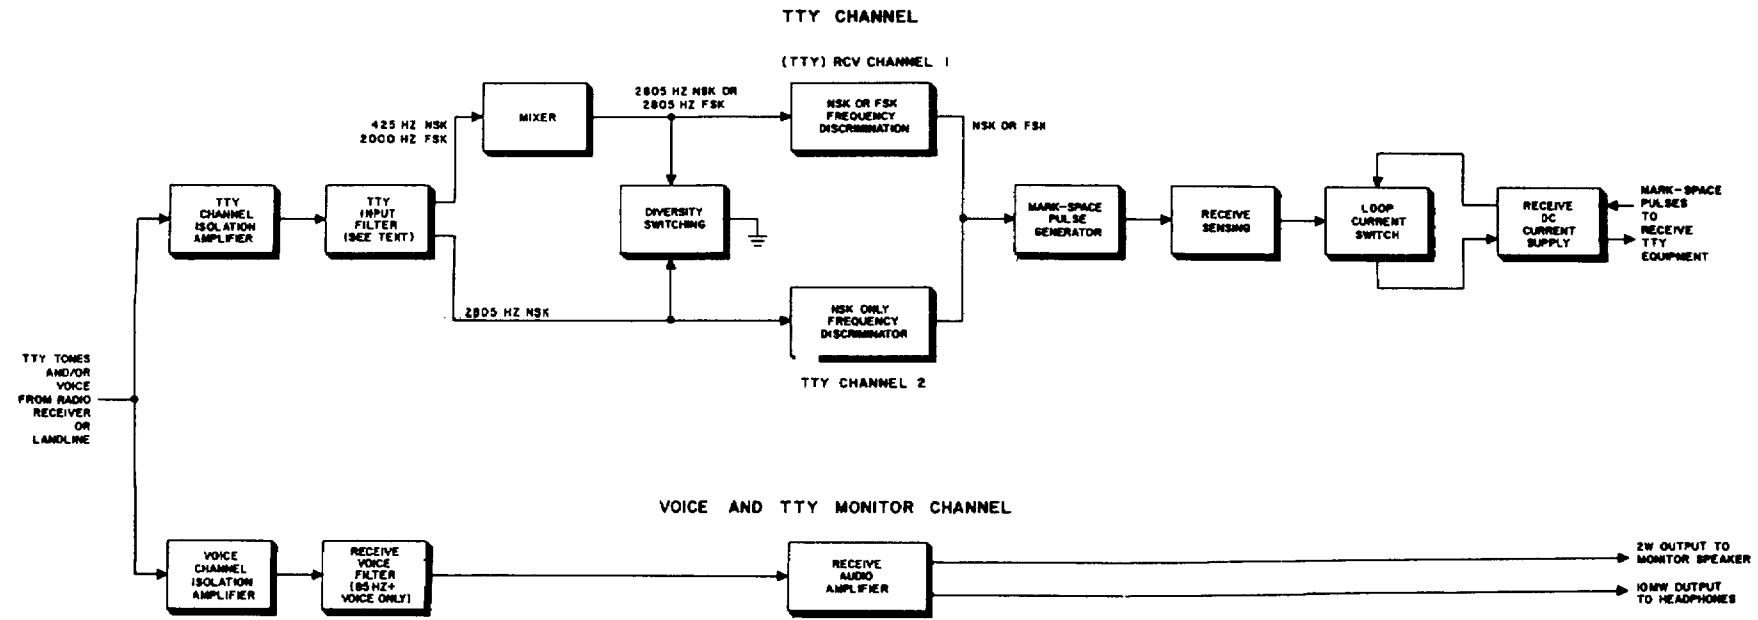 TTY CHANNEL
(TTY) RCV CHANNEL 1
MIXER
2805 HZ NSK OR
2805 HZ FSK
NSK OR FSK
FREQUENCY
DISCRIMINATION
425 HZ NSK
2000 HZ FSK
NSK OR FSK
TTY
CHANNEL
ISOLATION
AMPLIFIER
TTY
INPUT
FILTER
(SEE TEXT)
DIVERSITY
SWITCHING
MARK-SPACE
PULSE
GENERATOR
RECEIVE
SENSING
LOOP
CURRENT
SWITCH
RECEIVE
DC
CURRENT
SUPPLY
MARK-SPACE
PULSES
TO
RECEIVE
TTY
EQUIPMENT
2805 HZ NSK
NSK ONLY
FREQUENCY
DISCRIMINATOR
TTY CHANNEL 2
TTY TONES
AND/OR
VOICE
FROM RADIO
RECEIVER
OR
LANDLINE
VOICE AND TTY MONITOR CHANNEL
VOICE
CHANNEL
ISOLATION
AMPLIFIER
RECEIVE
VOICE
FILTER
(85 HZ+
VOICE ONLY)
RECEIVE
AUDIO
AMPLIFIER
2W OUTPUT TO
MONITOR SPEAKER
10MW OUTPUT
TO HEADPHONES